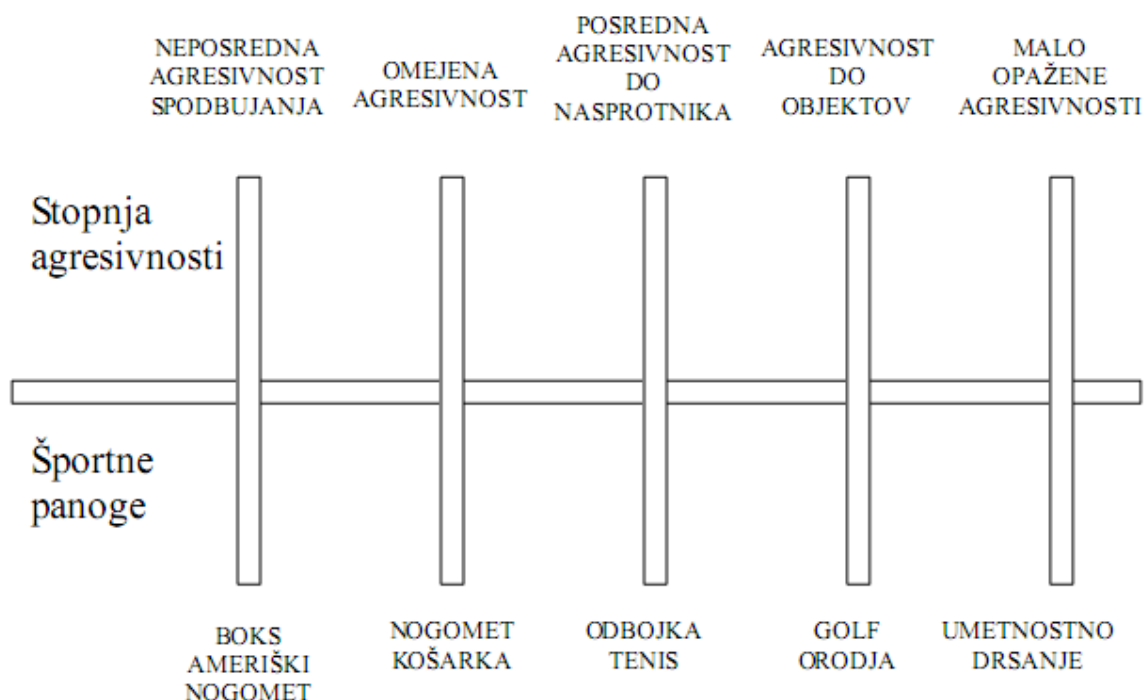 NEPOSREDNA
AGRESIVNOST
SPODBUJANJA
OMEJENA
AGRESIVNOST
POSREDNA
AGRESIVNOST
DO
NASPROTNIKA
AGRESIVNOST
DO
OBJEKTOV
MALO
OPAŽENE
AGRESIVNOSTI
Stopnja
agresivnosti
Športne
panoge
BOKS
AMERIŠKI
NOGOMET
NOGOMET
KOŠARKA
ODBOJKA
TENIS
GOLF
ORODJA
UMETNOSTNO
DRSANJE